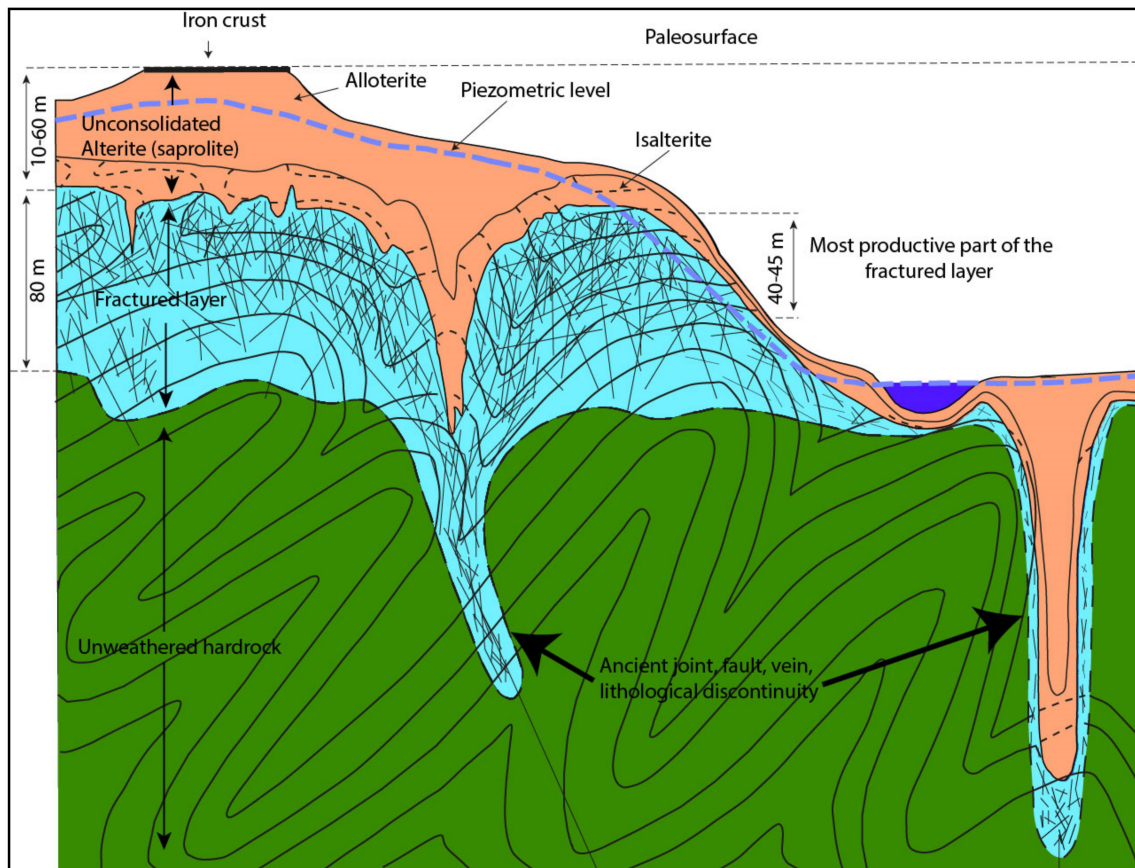 Iron crust
Paleosurface
Alloterite
Piezometric level
10-60 m
Unconsolidated
Alterite (saprolite)
Isalterite
80 m
Fractured layer
40-45 m
Most productive part of the
fractured layer
Unweathered hardrock
Ancient joint, fault, vein,
lithological discontinuity